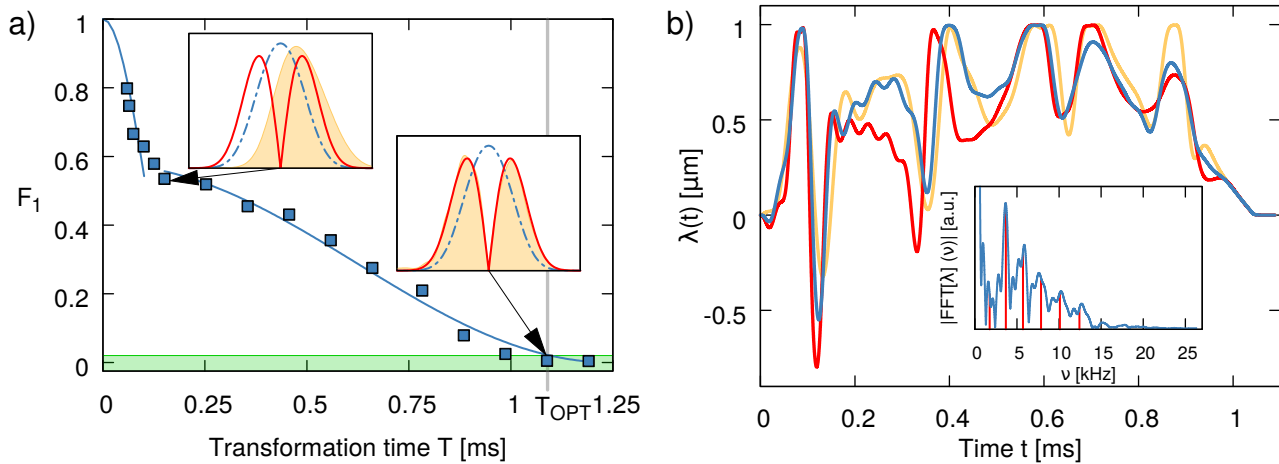 a)
F1
1
0.8
0.6
0.4
0.2
0
0 0.25 0.5 0.75 1 TOPT 1.25
Transformation time T [ms]
b)
λ(t) [μm]
1
0.5
0
-0.5
0 0.2 0.4 0.6 0.8 1
Time t [ms]
|FFT[λ] (ν)| [a.u.]
0 5 10 15 20 25
ν [kHz]